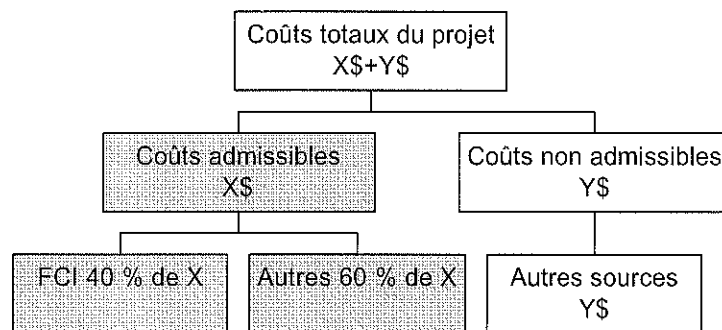 Coûts totaux du projet
X$+Y$
Coûts admissibles
X$
Coûts non admissibles
Y$
FCI 40 % de X
Autres 60 % de X
Autres sources
Y$